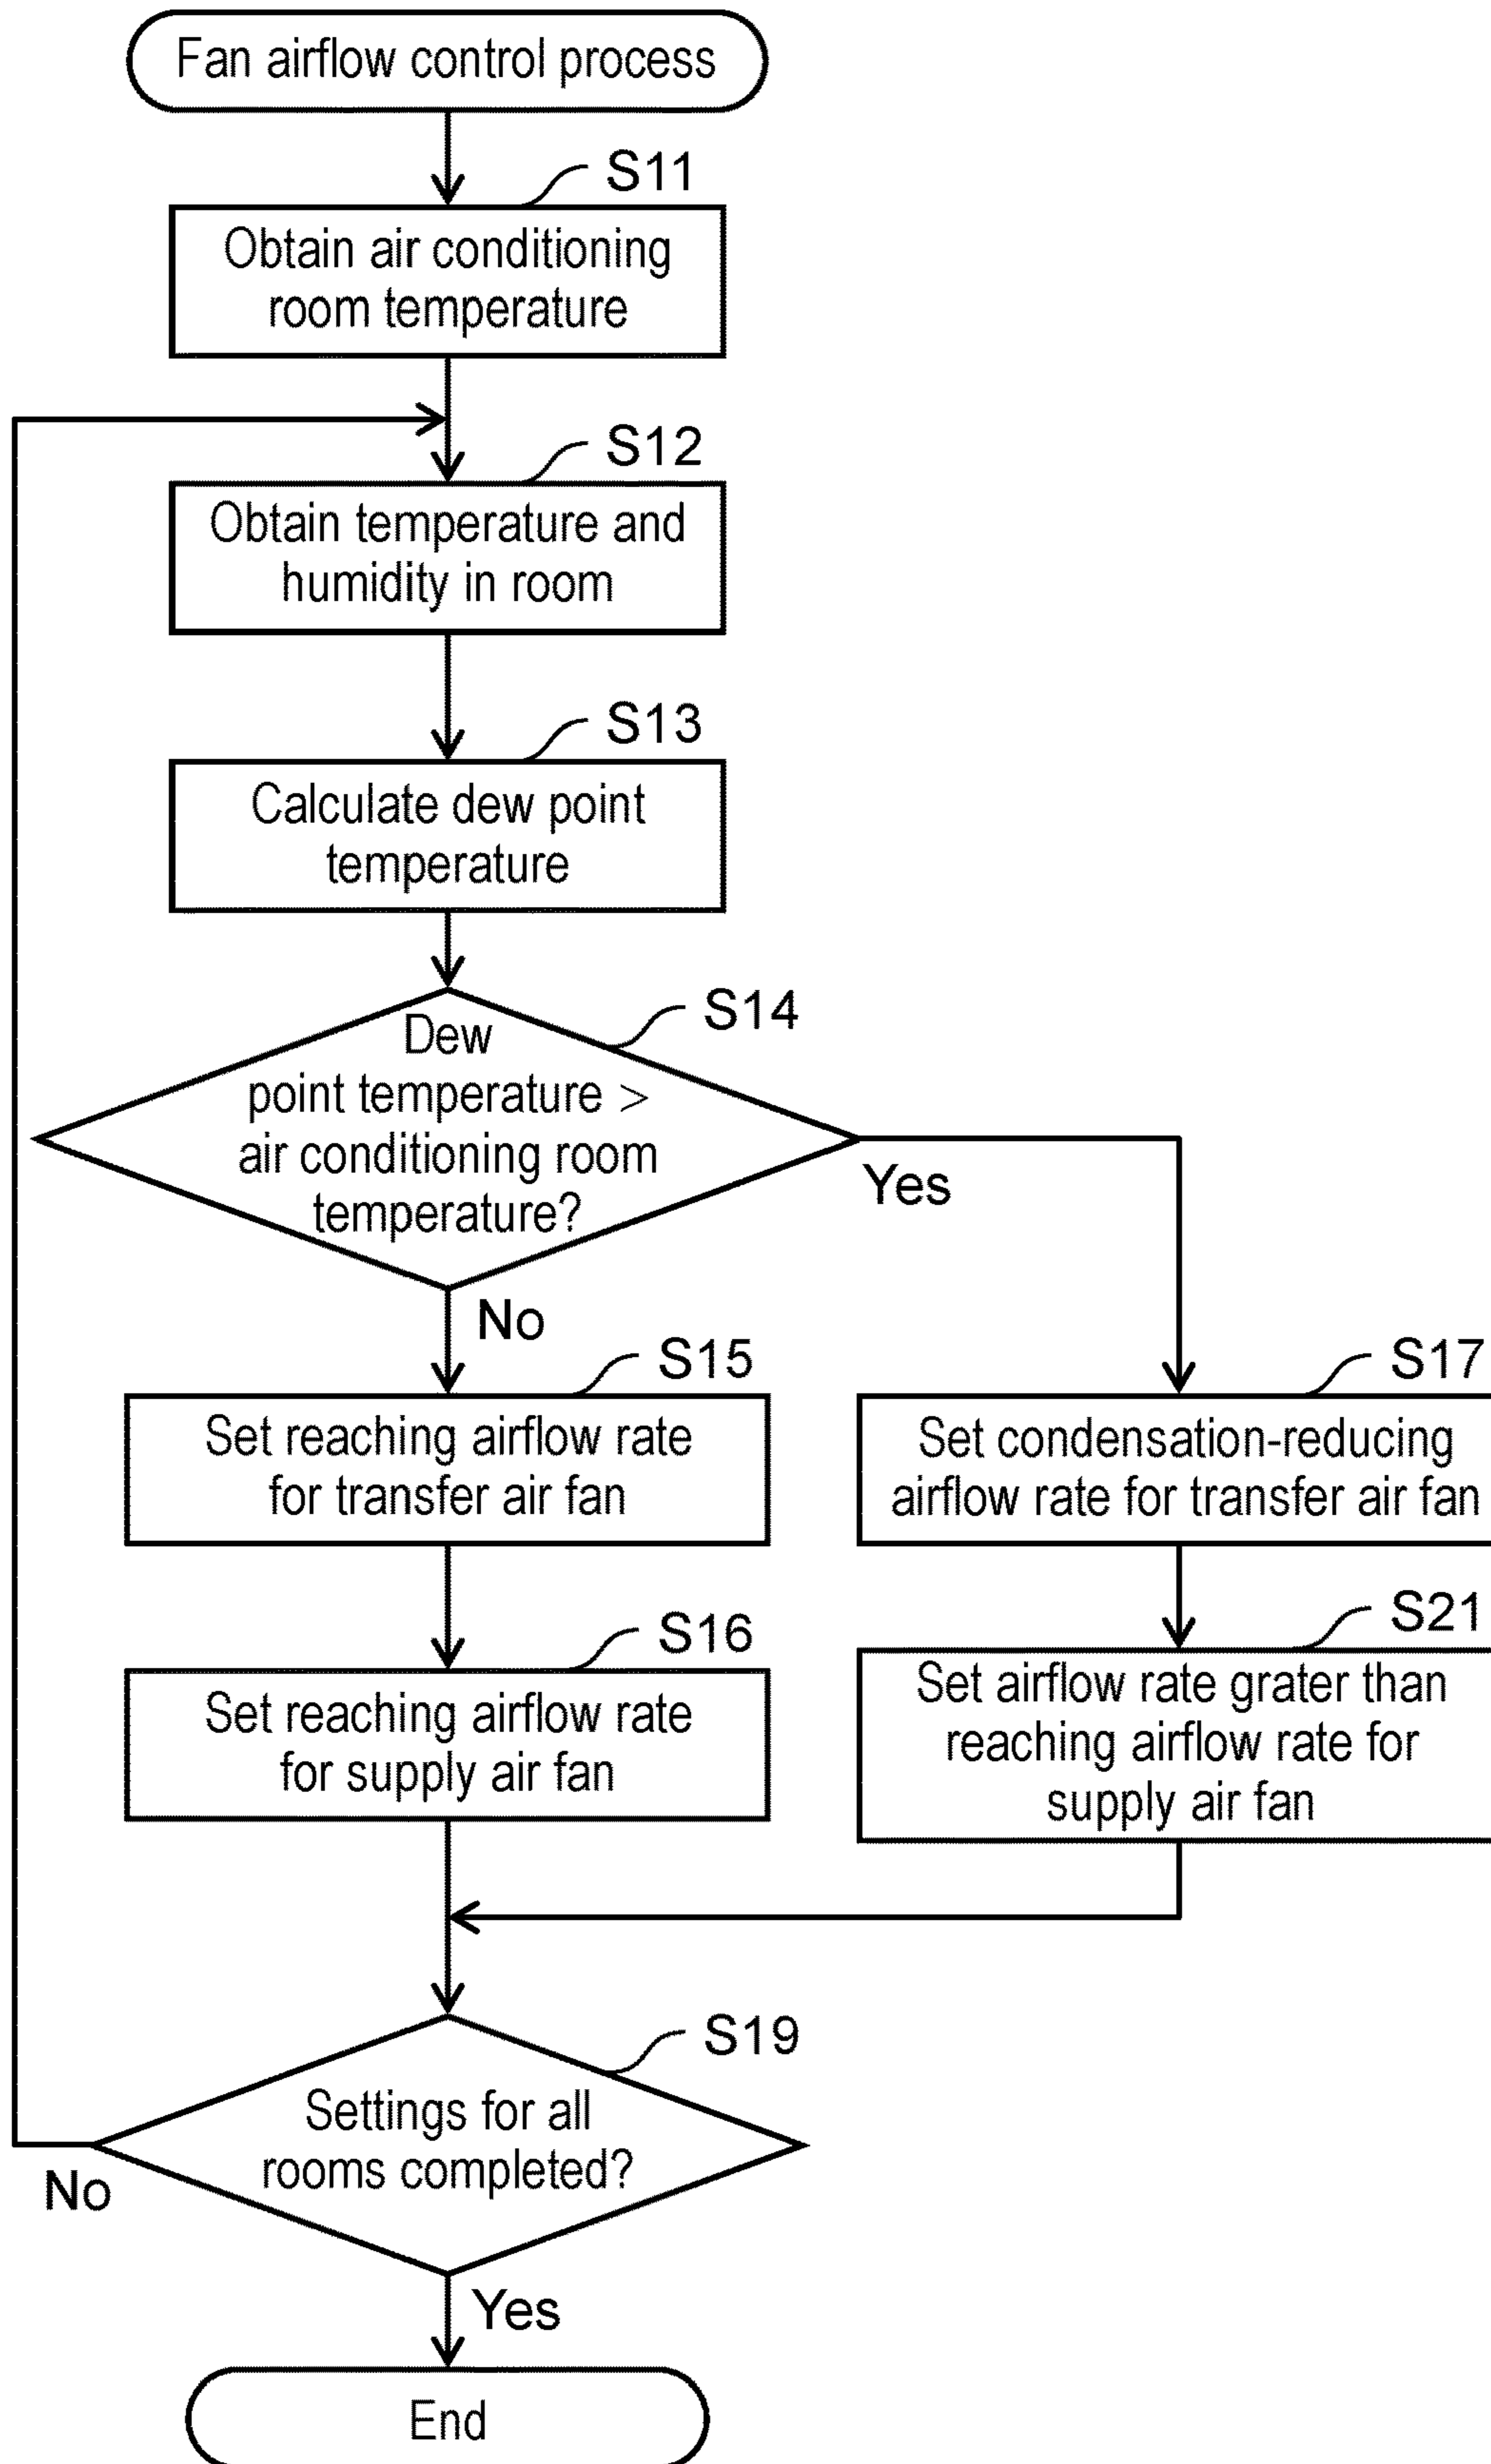 Fan airflow control process
S11
Obtain air conditioning
room temperature
S12
Obtain temperature and
humidity in room
S13
Calculate dew point
temperature
S14
Dew
point temperature >
air conditioning room
temperature?
Yes
No
S15
Set reaching airflow rate
for transfer air fan
S17
Set condensation-reducing
airflow rate for transfer air fan
S16
Set reaching airflow rate
for supply air fan
S21
Set airflow rate grater than
reaching airflow rate for
supply air fan
S19
Settings for all
rooms completed?
No
Yes
End